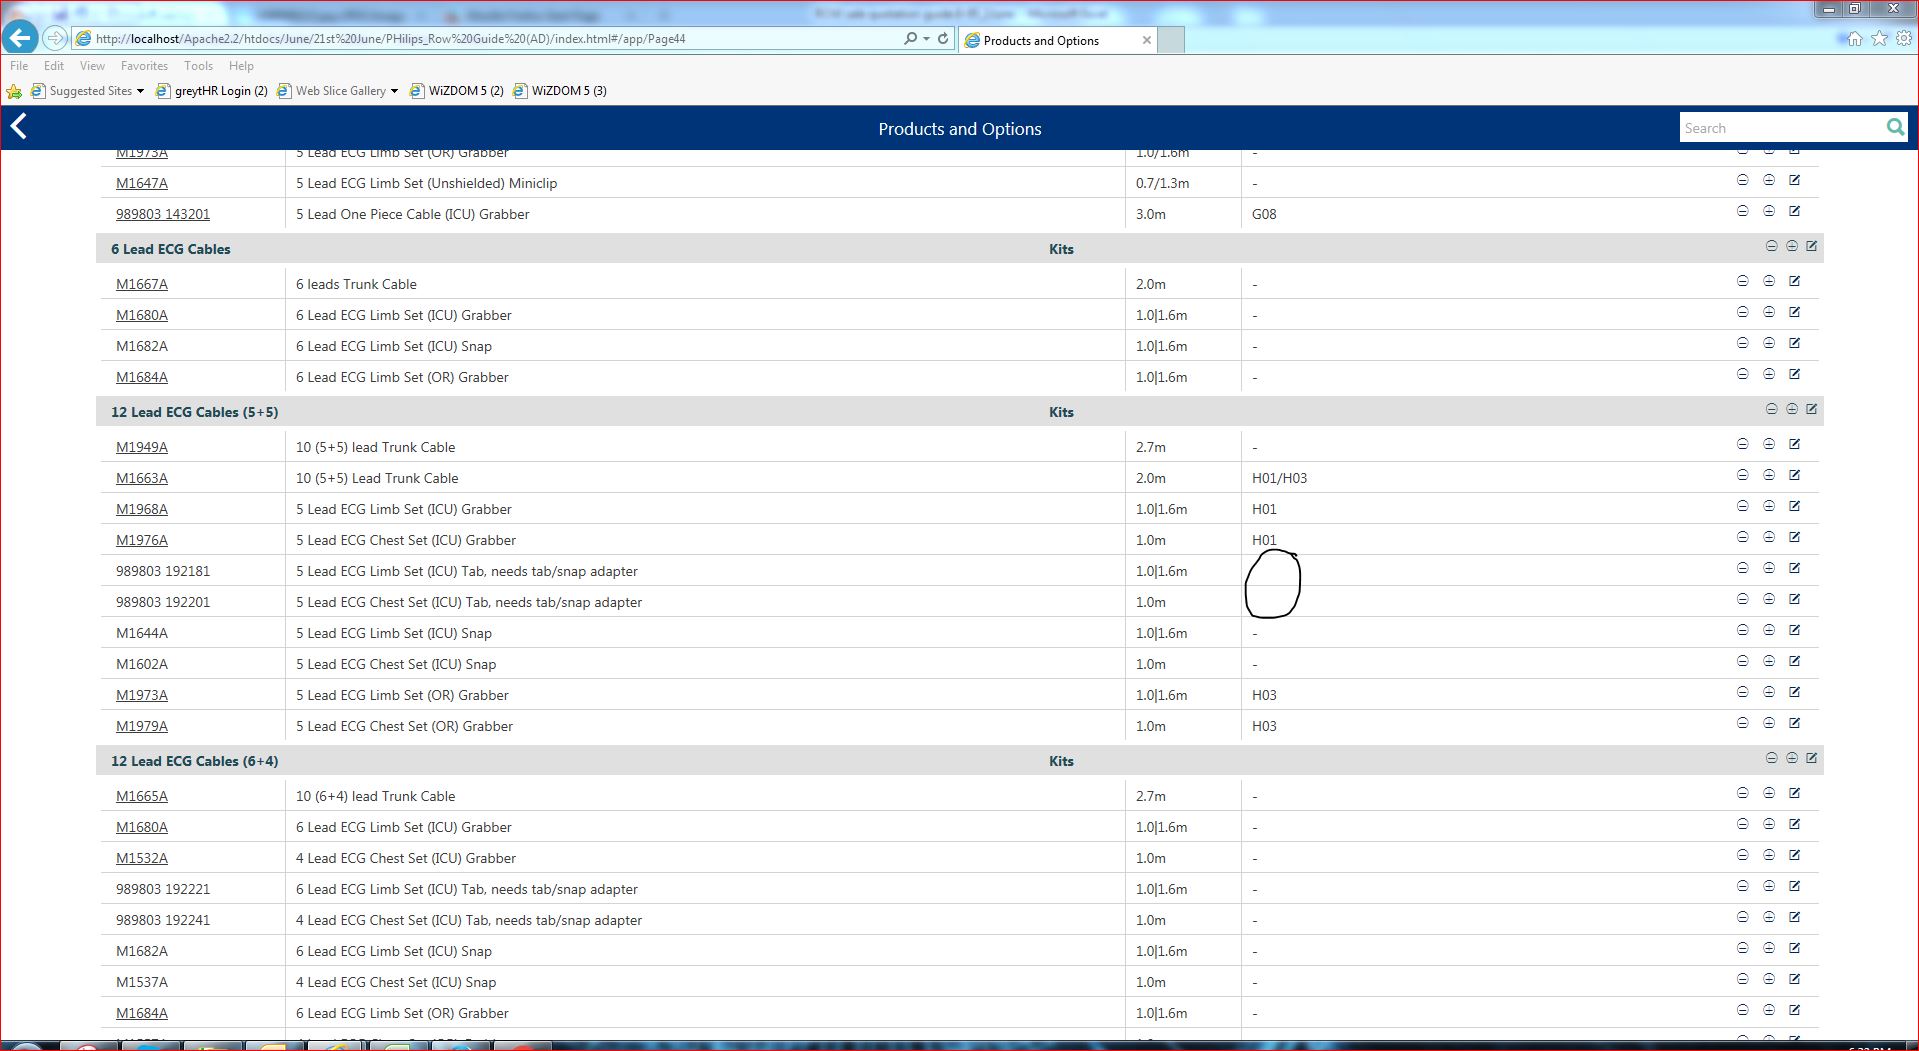 http://localhost/Apache2.2/htdocs/June/21st%20June/PHilips_Row%20Guide%20(AD)/index.html#/app/Page44
Products and Options
File Edit View Favorites Tools Help
Suggested Sites greytHR Login (2) Web Slice Gallery WiZDOM 5 (2) WiZDOM 5 (3)
Products and Options Search
M1973A 5 Lead ECG Limb Set (OR) Grabber 1.0/1.6m -
M1647A 5 Lead ECG Limb Set (Unshielded) Miniclip 0.7/1.3m -
989803 143201 5 Lead One Piece Cable (ICU) Grabber 3.0m G08
6 Lead ECG Cables Kits
M1667A 6 leads Trunk Cable 2.0m -
M1680A 6 Lead ECG Limb Set (ICU) Grabber 1.0|1.6m -
M1682A 6 Lead ECG Limb Set (ICU) Snap 1.0|1.6m -
M1684A 6 Lead ECG Limb Set (OR) Grabber 1.0|1.6m -
12 Lead ECG Cables (5+5) Kits
M1949A 10 (5+5) lead Trunk Cable 2.7m -
M1663A 10 (5+5) Lead Trunk Cable 2.0m H01/H03
M1968A 5 Lead ECG Limb Set (ICU) Grabber 1.0|1.6m H01
M1976A 5 Lead ECG Chest Set (ICU) Grabber 1.0m H01
989803 192181 5 Lead ECG Limb Set (ICU) Tab, needs tab/snap adapter 1.0|1.6m
989803 192201 5 Lead ECG Chest Set (ICU) Tab, needs tab/snap adapter 1.0m
M1644A 5 Lead ECG Limb Set (ICU) Snap 1.0|1.6m -
M1602A 5 Lead ECG Chest Set (ICU) Snap 1.0m -
M1973A 5 Lead ECG Limb Set (OR) Grabber 1.0|1.6m H03
M1979A 5 Lead ECG Chest Set (OR) Grabber 1.0m H03
12 Lead ECG Cables (6+4) Kits
M1665A 10 (6+4) lead Trunk Cable 2.7m -
M1680A 6 Lead ECG Limb Set (ICU) Grabber 1.0|1.6m -
M1532A 4 Lead ECG Chest Set (ICU) Grabber 1.0m -
989803 192221 6 Lead ECG Limb Set (ICU) Tab, needs tab/snap adapter 1.0|1.6m -
989803 192241 4 Lead ECG Chest Set (ICU) Tab, needs tab/snap adapter 1.0m -
M1682A 6 Lead ECG Limb Set (ICU) Snap 1.0|1.6m -
M1537A 4 Lead ECG Chest Set (ICU) Snap 1.0m -
M1684A 6 Lead ECG Limb Set (OR) Grabber 1.0|1.6m -